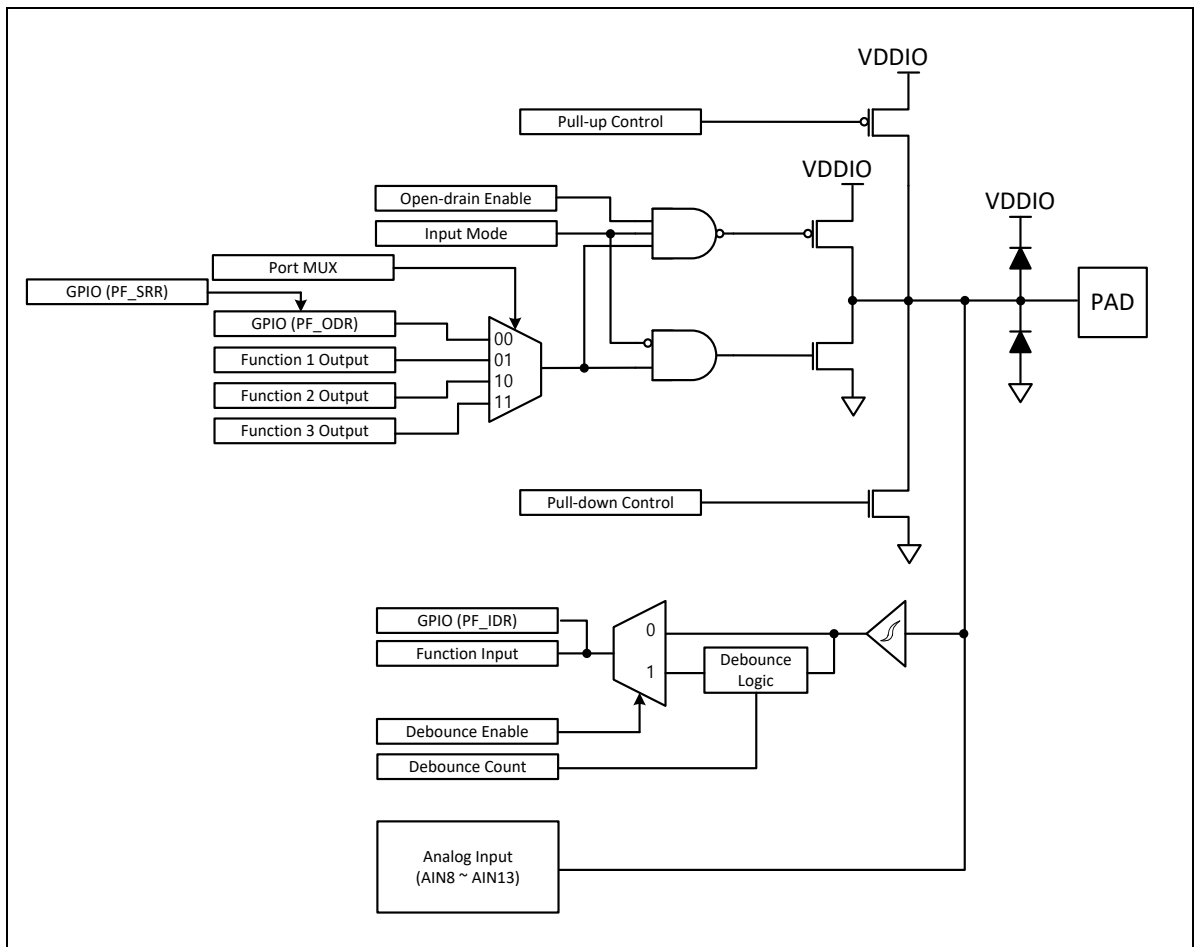 VDDIO
Pull-up Control
VDDIO
Open-drain Enable
VDDIO
Input Mode
Port MUX
GPIO (PF_SRR)
PAD
GPIO (PF_ODR)
00
Function 1 Output
01
Function 2 Output
10
Function 3 Output
11
Pull-down Control
GPIO (PF_IDR)
0
Function Input
1
Debounce
Logic
Debounce Enable
Debounce Count
Analog Input
(AIN8 ~ AIN13)